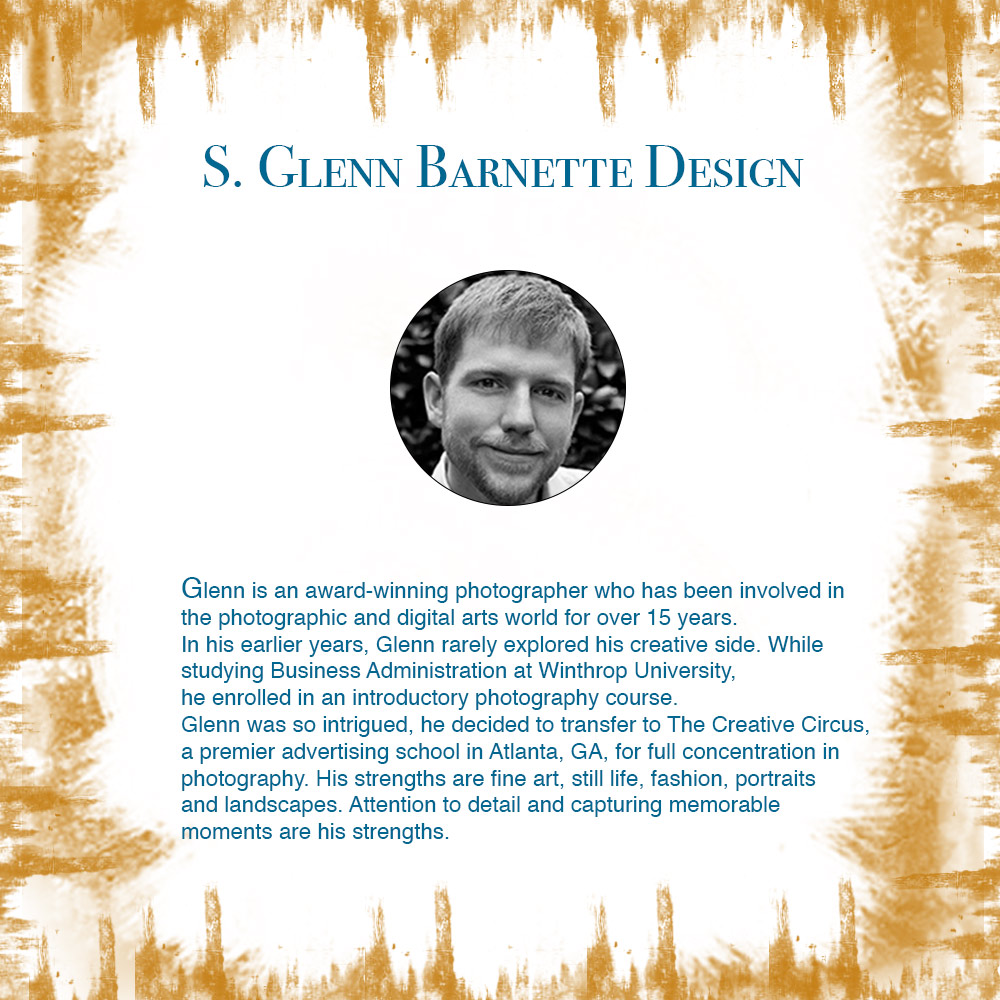 S. Glenn Barnette Design
Glenn is an award-winning photographer who has been involved in
the photographic and digital arts world for over 15 years.
In his earlier years, Glenn rarely explored his creative side. While
studying Business Administration at Winthrop University,
he enrolled in an introductory photography course.
Glenn was so intrigued, he decided to transfer to The Creative Circus,
a premier advertising school in Atlanta, GA, for full concentration in
photography. His strengths are fine art, still life, fashion, portraits
and landscapes. Attention to detail and capturing memorable
moments are his strengths.